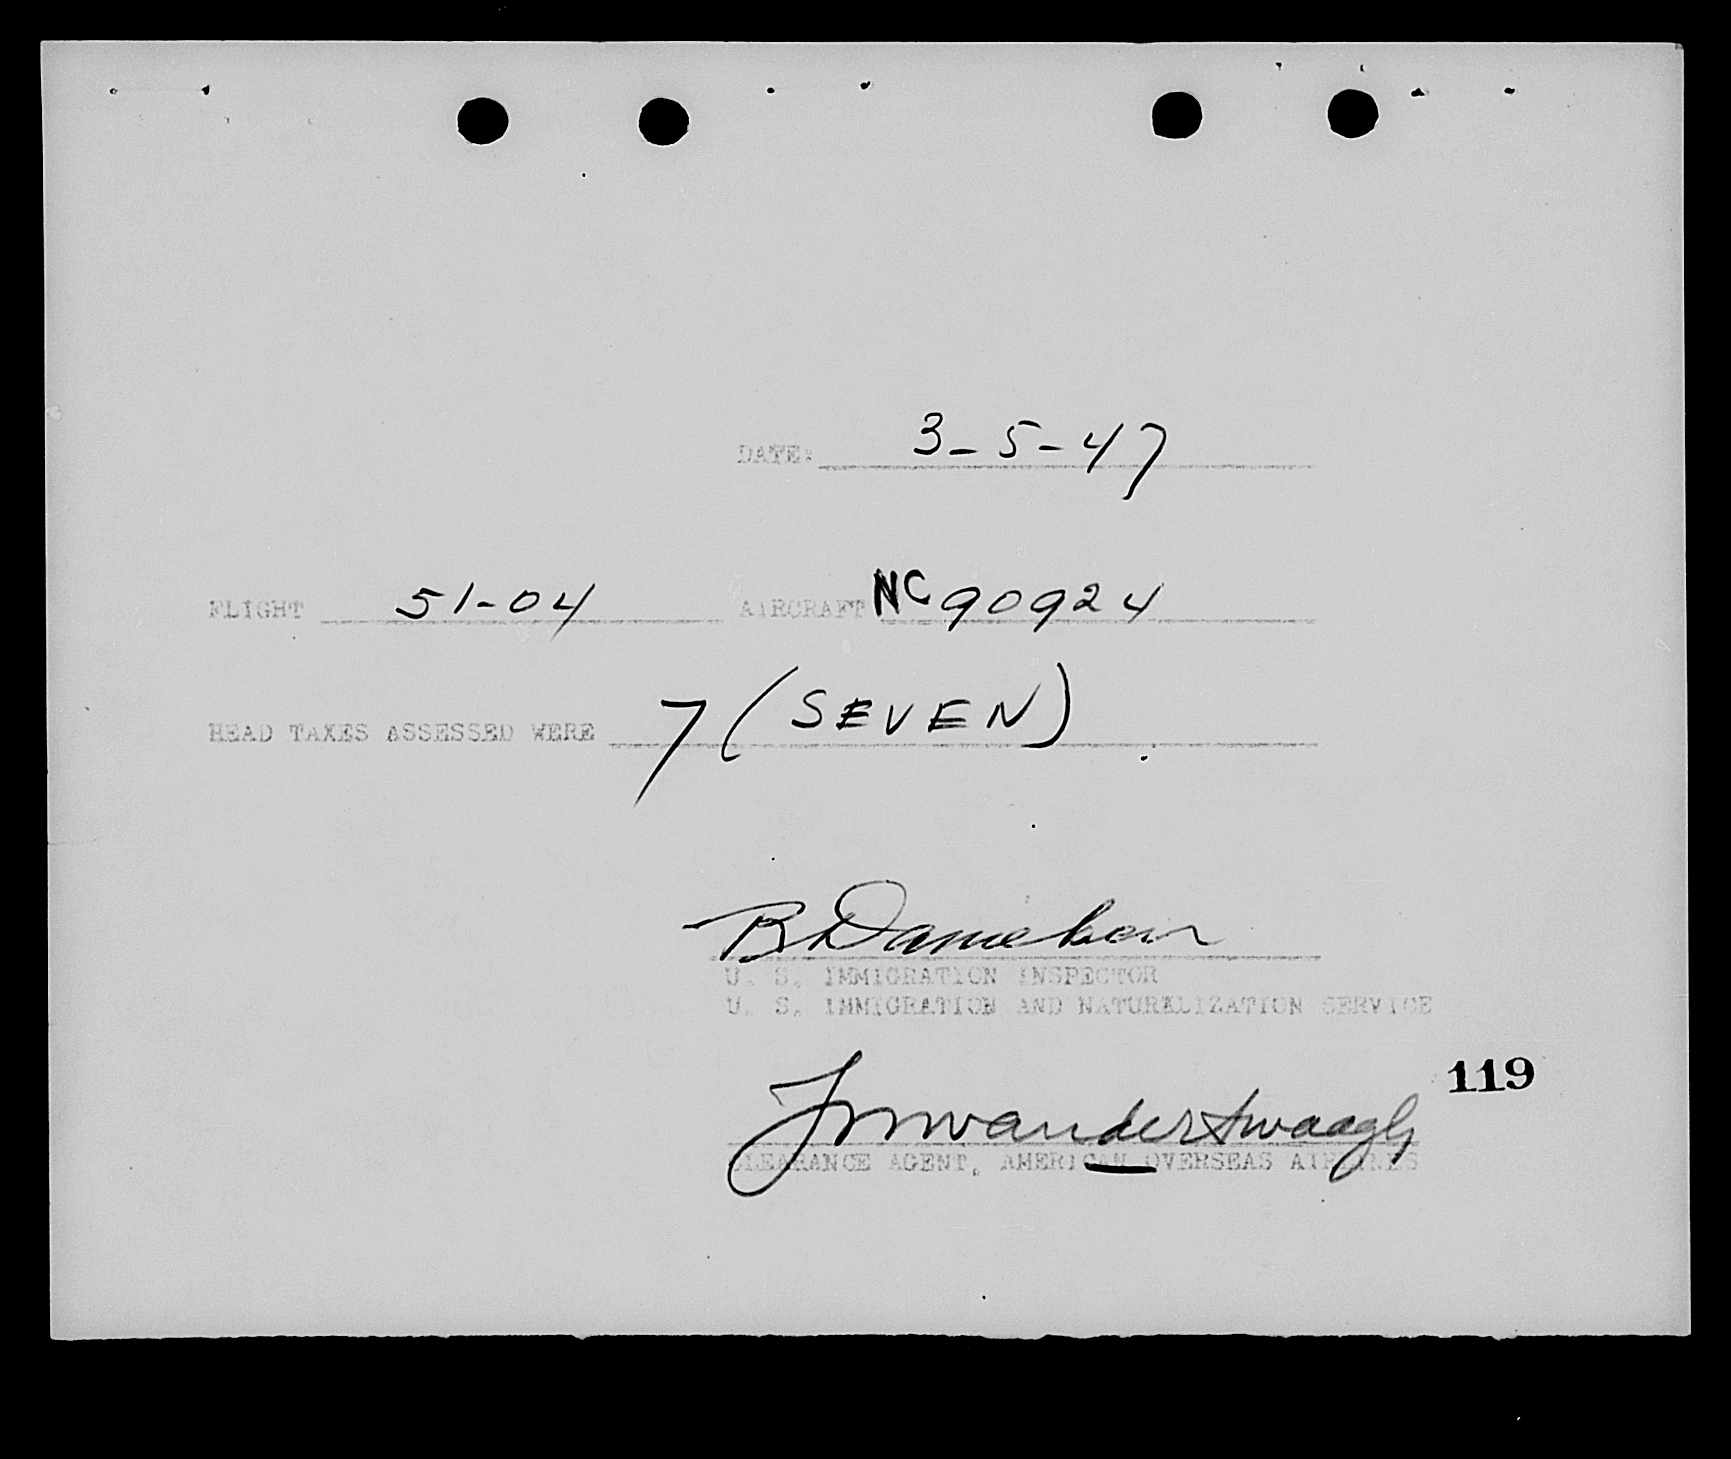 DATE: 3-5-47
FLIGHT 51-04 AIRCRAFT NC 90924
HEAD TAXES ASSESSED WERE 7 (SEVEN)
B Danielsen
U. S. IMMIGRATION INSPECTOR
U. S. IMMIGRATION AND NATURALIZATION SERVICE
119
CLEARANCE AGENT, AMERICAN OVERSEAS AIRLINES